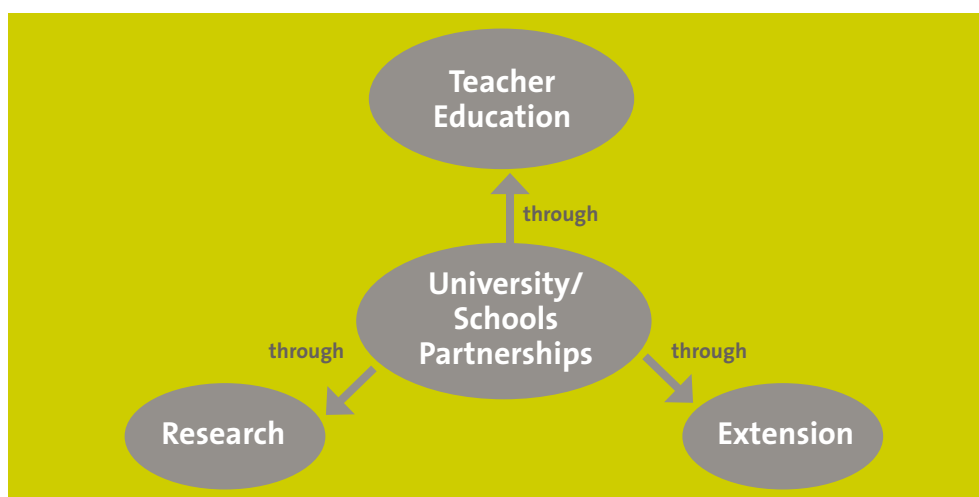 Teacher
Education
through
University/
Schools
Partnerships
through
through
Research
Extension